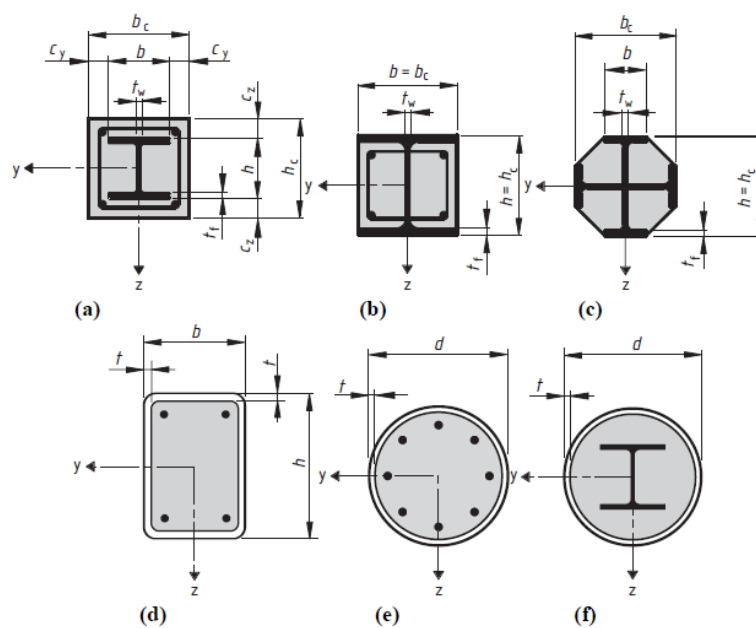 b_c
c_y b c_y
t_w
c_z
h
h_c
t_f
c_z
y
z
(a)
b = b_c
t_w
h = h_c
t_f
y
z
(b)
b_c
b
t_w
h = h_c
t_f
y
z
(c)
b
t
t
h
y
z
(d)
d
t
y
z
(e)
d
t
y
z
(f)